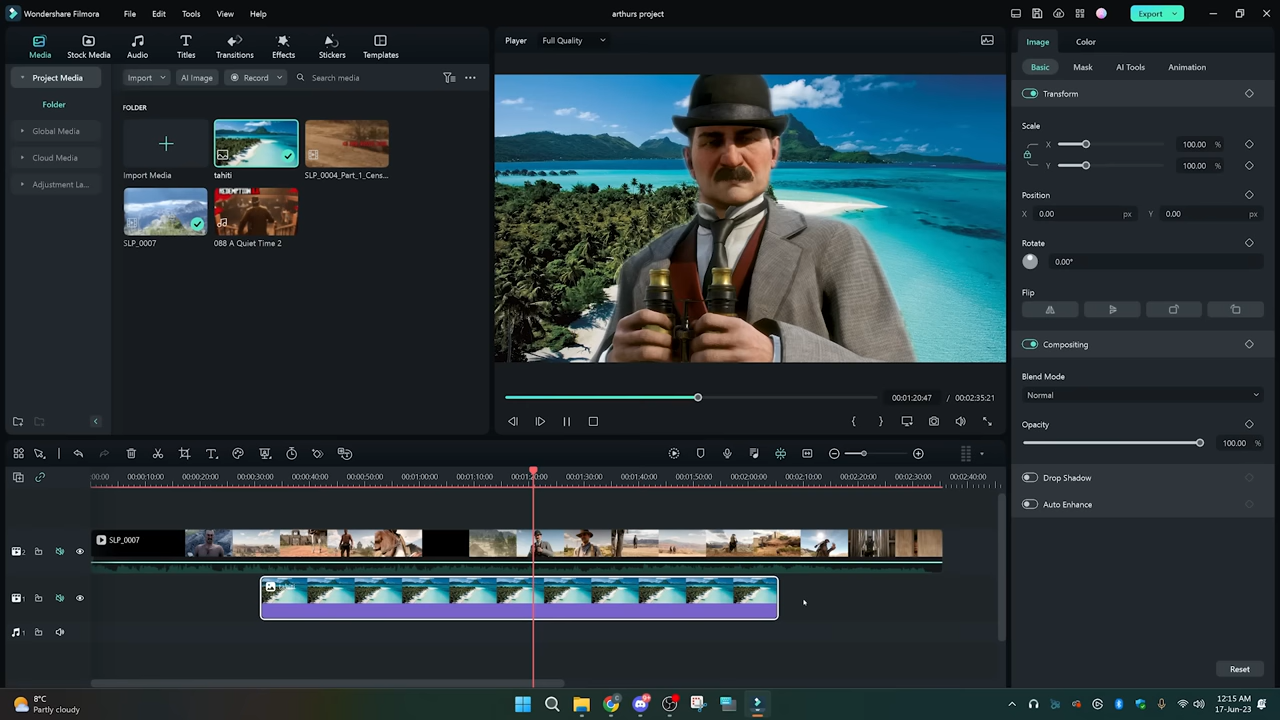 Wondershare Filmora File Edit Tools View Help arthurs project Export
Media Stock Media Audio Titles Transitions Effects Stickers Templates
Project Media Import AI Image Record Search media
Folder
Global Media
Cloud Media
Adjustment La...
FOLDER
Import Media tahiti SLP_0004_Part_1_Cens...
SLP_0007 088 A Quiet Time 2
Player Full Quality
00:01:20:47 / 00:02:35:21
Image Color
Basic Mask AI Tools Animation
Transform
Scale
X 100.00 %
Y 100.00 %
Position
X 0.00 px Y 0.00 px
Rotate
0.00°
Flip
Compositing
Blend Mode
Normal
Opacity
100.00 %
Drop Shadow
Auto Enhance
Reset
00:00 00:00:10:00 00:00:20:00 00:00:30:00 00:00:40:00 00:00:50:00 00:01:00:00 00:01:10:00 00:01:20:00 00:01:30:00 00:01:40:00 00:01:50:00 00:02:00:00 00:02:10:00 00:02:20:00 00:02:30:00 00:02:40:00
2 SLP_0007
1 tahiti
1
8°C
Partly cloudy
12:15 AM
17-Jun-23